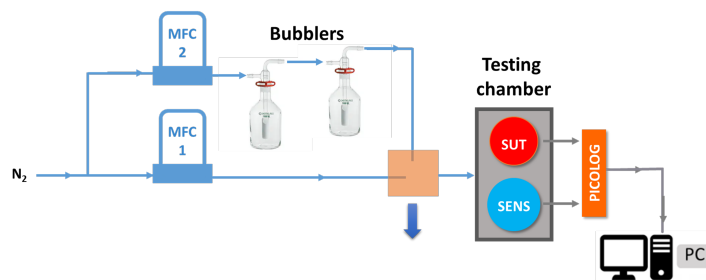 Bubblers
MFC
2
MFC
1
N2
Testing
chamber
SUT
SENS
PICOLOG
PC